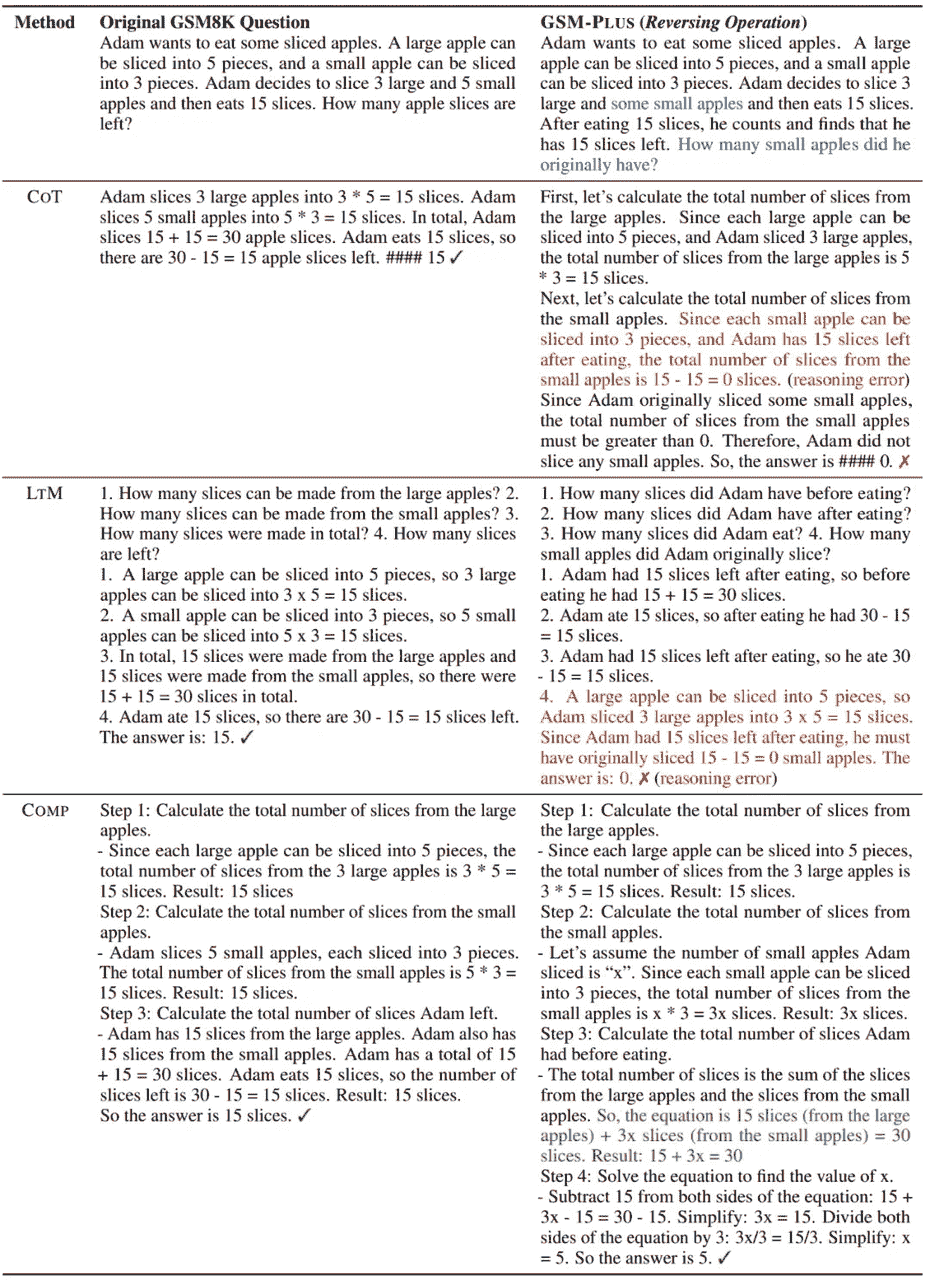 Method
Original GSM8K Question
Adam wants to eat some sliced apples. A large apple can
be sliced into 5 pieces, and a small apple can be sliced
into 3 pieces. Adam decides to slice 3 large and 5 small
apples and then eats 15 slices. How many apple slices are
left?
GSM-PLUS (Reversing Operation)
Adam wants to eat some sliced apples. A large
apple can be sliced into 5 pieces, and a small apple
can be sliced into 3 pieces. Adam decides to slice 3
large and some small apples and then eats 15 slices.
After eating 15 slices, he counts and finds that he
has 15 slices left. How many small apples did he
originally have?
COT
Adam slices 3 large apples into 3 * 5 = 15 slices. Adam
slices 5 small apples into 5 * 3 = 15 slices. In total, Adam
slices 15 + 15 = 30 apple slices. Adam eats 15 slices, so
there are 30 - 15 = 15 apple slices left. #### 15 ✓
First, let's calculate the total number of slices from
the large apples. Since each large apple can be
sliced into 5 pieces, and Adam sliced 3 large apples,
the total number of slices from the large apples is 5
* 3 = 15 slices.
Next, let's calculate the total number of slices from
the small apples. Since each small apple can be
sliced into 3 pieces, and Adam has 15 slices left
after eating, the total number of slices from the
small apples is 15 - 15 = 0 slices. (reasoning error)
Since Adam originally sliced some small apples,
the total number of slices from the small apples
must be greater than 0. Therefore, Adam did not
slice any small apples. So, the answer is #### 0. ✗
LTM
1. How many slices can be made from the large apples? 2.
How many slices can be made from the small apples? 3.
How many slices were made in total? 4. How many slices
are left?
1. A large apple can be sliced into 5 pieces, so 3 large
apples can be sliced into 3 x 5 = 15 slices.
2. A small apple can be sliced into 3 pieces, so 5 small
apples can be sliced into 5 x 3 = 15 slices.
3. In total, 15 slices were made from the large apples and
15 slices were made from the small apples, so there were
15 + 15 = 30 slices in total.
4. Adam ate 15 slices, so there are 30 - 15 = 15 slices left.
The answer is: 15. ✓
1. How many slices did Adam have before eating?
2. How many slices did Adam have after eating?
3. How many slices did Adam eat? 4. How many
small apples did Adam originally slice?
1. Adam had 15 slices left after eating, so before
eating he had 15 + 15 = 30 slices.
2. Adam ate 15 slices, so after eating he had 30 - 15
= 15 slices.
3. Adam had 15 slices left after eating, so he ate 30
- 15 = 15 slices.
4. A large apple can be sliced into 5 pieces, so
Adam sliced 3 large apples into 3 x 5 = 15 slices.
Since Adam had 15 slices left after eating, he must
have originally sliced 15 - 15 = 0 small apples. The
answer is: 0. ✗ (reasoning error)
COMP
Step 1: Calculate the total number of slices from the large
apples.
- Since each large apple can be sliced into 5 pieces, the
total number of slices from the 3 large apples is 3 * 5 =
15 slices. Result: 15 slices
Step 2: Calculate the total number of slices from the small
apples.
- Adam slices 5 small apples, each sliced into 3 pieces.
The total number of slices from the small apples is 5 * 3 =
15 slices. Result: 15 slices.
Step 3: Calculate the total number of slices Adam left.
- Adam has 15 slices from the large apples. Adam also has
15 slices from the small apples. Adam has a total of 15
+ 15 = 30 slices. Adam eats 15 slices, so the number of
slices left is 30 - 15 = 15 slices. Result: 15 slices.
So the answer is 15 slices. ✓
Step 1: Calculate the total number of slices from
the large apples.
- Since each large apple can be sliced into 5 pieces,
the total number of slices from the 3 large apples is
3 * 5 = 15 slices. Result: 15 slices.
Step 2: Calculate the total number of slices from
the small apples.
- Let's assume the number of small apples Adam
sliced is “x”. Since each small apple can be sliced
into 3 pieces, the total number of slices from the
small apples is x * 3 = 3x slices. Result: 3x slices.
Step 3: Calculate the total number of slices Adam
had before eating.
- The total number of slices is the sum of the slices
from the large apples and the slices from the small
apples. So, the equation is 15 slices (from the large
apples) + 3x slices (from the small apples) = 30
slices. Result: 15 + 3x = 30
Step 4: Solve the equation to find the value of x.
- Subtract 15 from both sides of the equation: 15 +
3x - 15 = 30 - 15. Simplify: 3x = 15. Divide both
sides of the equation by 3: 3x/3 = 15/3. Simplify: x
= 5. So the answer is 5. ✓